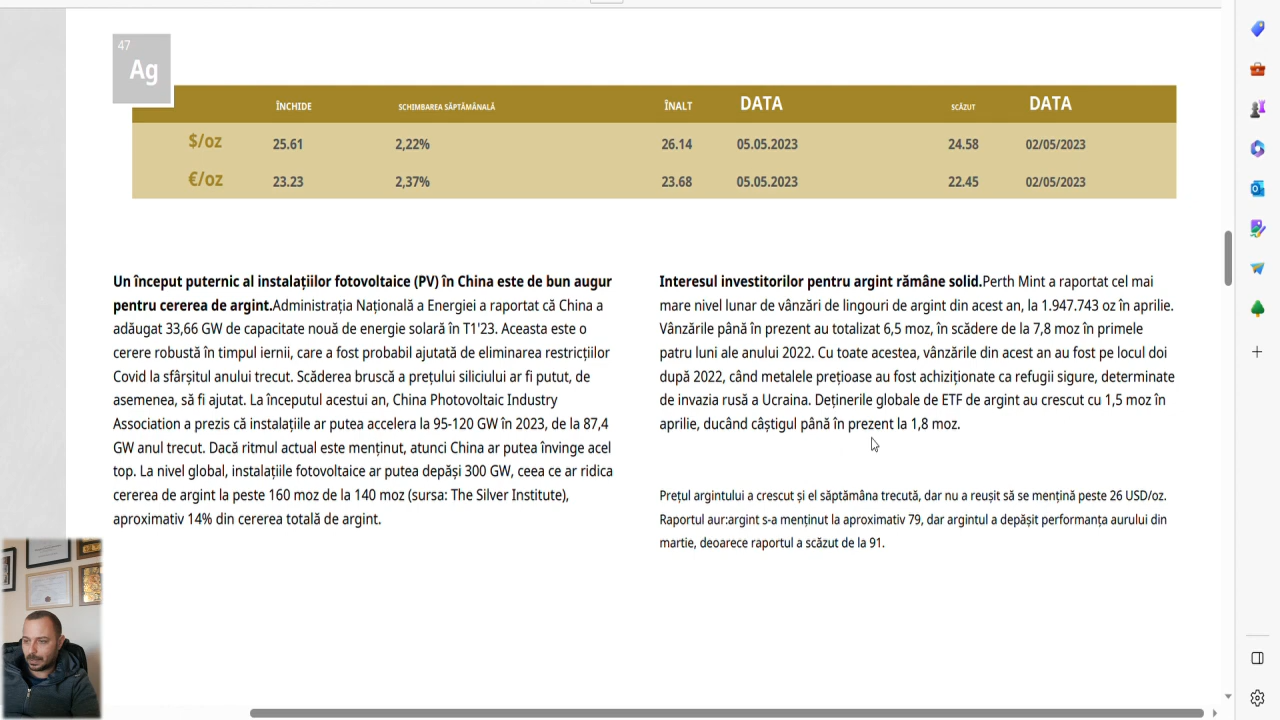 47
Ag
ÎNCHIDE SCHIMBAREA SĂPTĂMÂNALĂ ÎNALT DATA SCĂZUT DATA
$/oz 25.61 2,22% 26.14 05.05.2023 24.58 02/05/2023
€/oz 23.23 2,37% 23.68 05.05.2023 22.45 02/05/2023
Un început puternic al instalațiilor fotovoltaice (PV) în China este de bun augur
pentru cererea de argint.Administrația Națională a Energiei a raportat că China a
adăugat 33,66 GW de capacitate nouă de energie solară în T1'23. Aceasta este o
cerere robustă în timpul iernii, care a fost probabil ajutată de eliminarea restricțiilor
Covid la sfârșitul anului trecut. Scăderea bruscă a prețului siliciului ar fi putut, de
asemenea, să fi ajutat. La începutul acestui an, China Photovoltaic Industry
Association a prezis că instalațiile ar putea accelera la 95-120 GW în 2023, de la 87,4
GW anul trecut. Dacă ritmul actual este menținut, atunci China ar putea învinge acel
top. La nivel global, instalațiile fotovoltaice ar putea depăși 300 GW, ceea ce ar ridica
cererea de argint la peste 160 moz de la 140 moz (sursa: The Silver Institute),
aproximativ 14% din cererea totală de argint.
Interesul investitorilor pentru argint rămâne solid.Perth Mint a raportat cel mai
mare nivel lunar de vânzări de lingouri de argint din acest an, la 1.947.743 oz în aprilie.
Vânzările până în prezent au totalizat 6,5 moz, în scădere de la 7,8 moz în primele
patru luni ale anului 2022. Cu toate acestea, vânzările din acest an au fost pe locul doi
după 2022, când metalele prețioase au fost achiziționate ca refugii sigure, determinate
de invazia rusă a Ucraina. Deținerile globale de ETF de argint au crescut cu 1,5 moz în
aprilie, ducând câștigul până în prezent la 1,8 moz.
Prețul argintului a crescut și el săptămâna trecută, dar nu a reușit să se mențină peste 26 USD/oz.
Raportul aur:argint s-a menținut la aproximativ 79, dar argintul a depășit performanța aurului din
martie, deoarece raportul a scăzut de la 91.